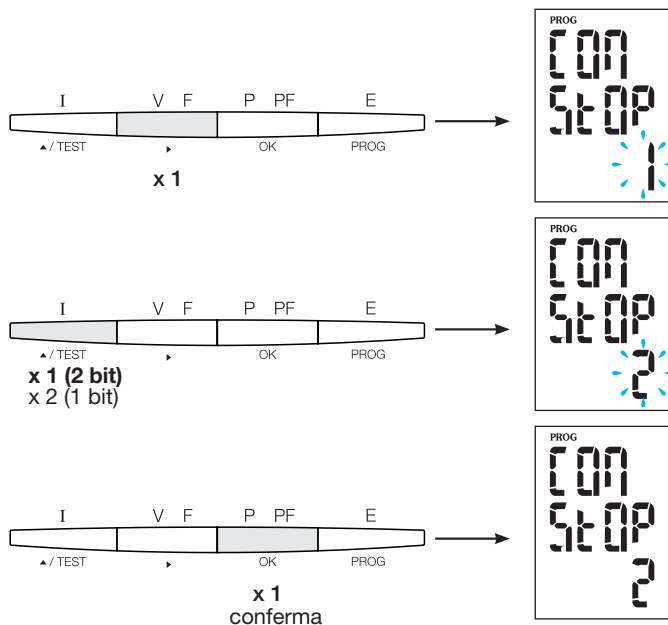 PROG
COM
StOP
1
I V F P PF E
▲ / TEST ▸ OK PROG
x 1
PROG
COM
StOP
2
I V F P PF E
▲ / TEST ▸ OK PROG
x 1 (2 bit)
x 2 (1 bit)
PROG
COM
StOP
2
I V F P PF E
▲ / TEST ▸ OK PROG
x 1
conferma